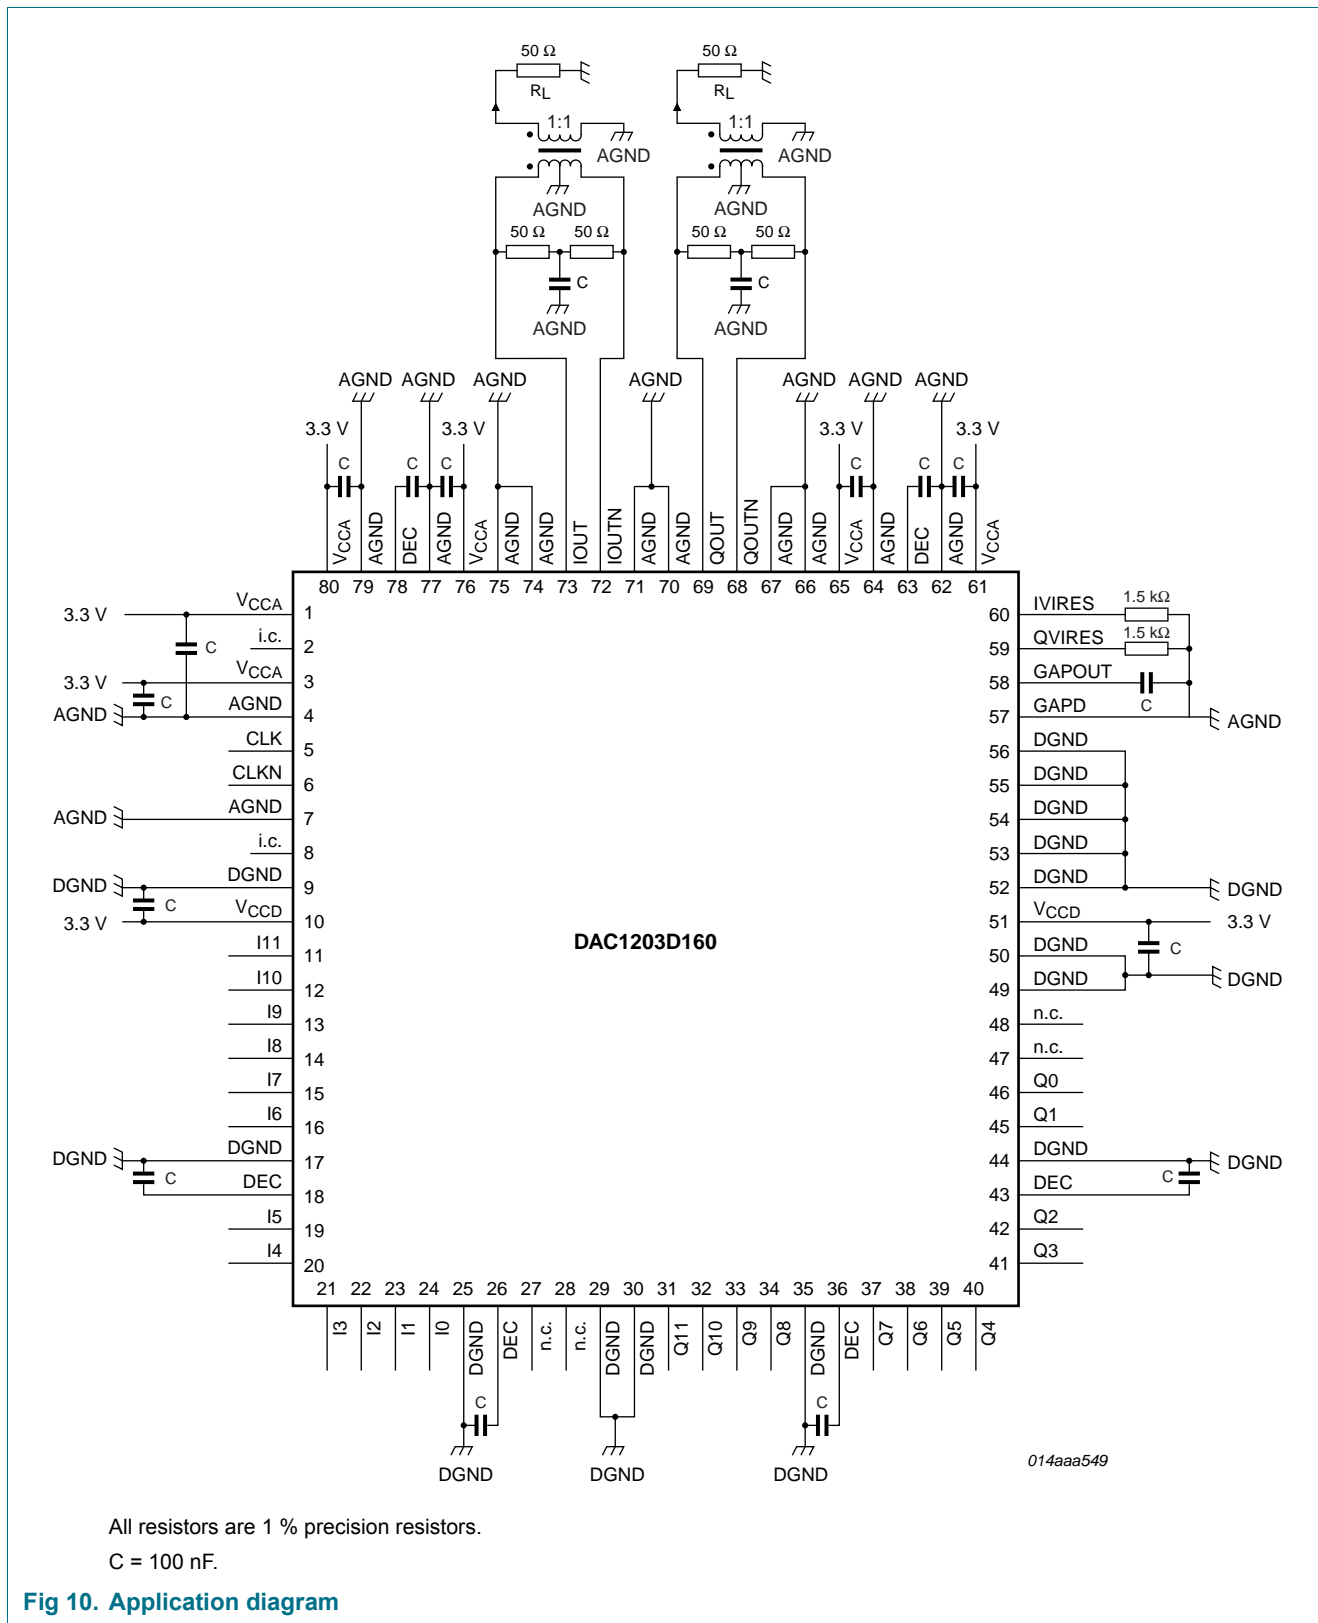 50 Ω 50 Ω
RL RL
1:1 1:1
AGND AGND
AGND AGND
50 Ω 50 Ω 50 Ω 50 Ω
C C
AGND AGND
AGND AGND AGND AGND AGND AGND AGND
3.3 V 3.3 V 3.3 V 3.3 V
C C C C C C
VCCA AGND DEC AGND VCCA AGND AGND IOUT IOUTN AGND AGND QOUT QOUTN AGND AGND VCCA AGND DEC AGND VCCA
80 79 78 77 76 75 74 73 72 71 70 69 68 67 66 65 64 63 62 61
3.3 V VCCA 1 60 IVIRES 1.5 kΩ
i.c. 2 59 QVIRES 1.5 kΩ
C
3.3 V VCCA 3 58 GAPOUT
C C
AGND AGND 4 57 GAPD AGND
CLK 5 56 DGND
CLKN 6 55 DGND
AGND AGND 7 54 DGND
i.c. 8 53 DGND
DGND DGND 9 52 DGND DGND
C
3.3 V VCCD 10 51 VCCD 3.3 V
DAC1203D160
I11 11 50 DGND
C
I10 12 49 DGND DGND
I9 13 48 n.c.
I8 14 47 n.c.
I7 15 46 Q0
I6 16 45 Q1
DGND DGND 17 44 DGND DGND
C C
DEC 18 43 DEC
I5 19 42 Q2
I4 20 41 Q3
21 22 23 24 25 26 27 28 29 30 31 32 33 34 35 36 37 38 39 40
I3 I2 I1 I0 DGND DEC n.c. n.c. DGND DGND Q11 Q10 Q9 Q8 DGND DEC Q7 Q6 Q5 Q4
C C
DGND DGND DGND
014aaa549
All resistors are 1 % precision resistors.
C = 100 nF.
Fig 10. Application diagram